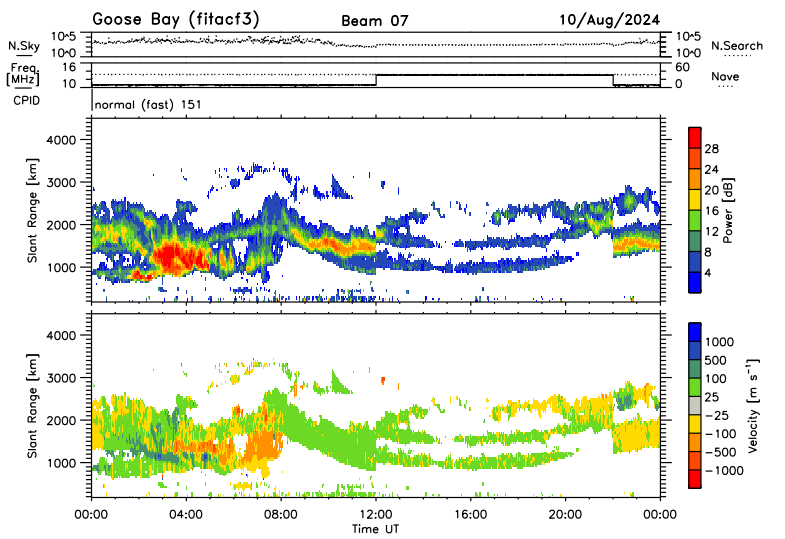 Goose Bay (fitacf3) Beam 07 10/Aug/2024
N.Sky 10^5 10^5 N.Search
10^0 10^0
Freq. 16 60
[MHz] 10 0 Nave
CPID normal (fast) 151
Slant Range [km]
4000
3000
2000
1000
28
24
20
16
12
8
4
Power [dB]
Slant Range [km]
4000
3000
2000
1000
1000
500
100
25
−25
−100
−500
−1000
Velocity [m s⁻¹]
00:00 04:00 08:00 12:00 16:00 20:00 00:00
Time UT